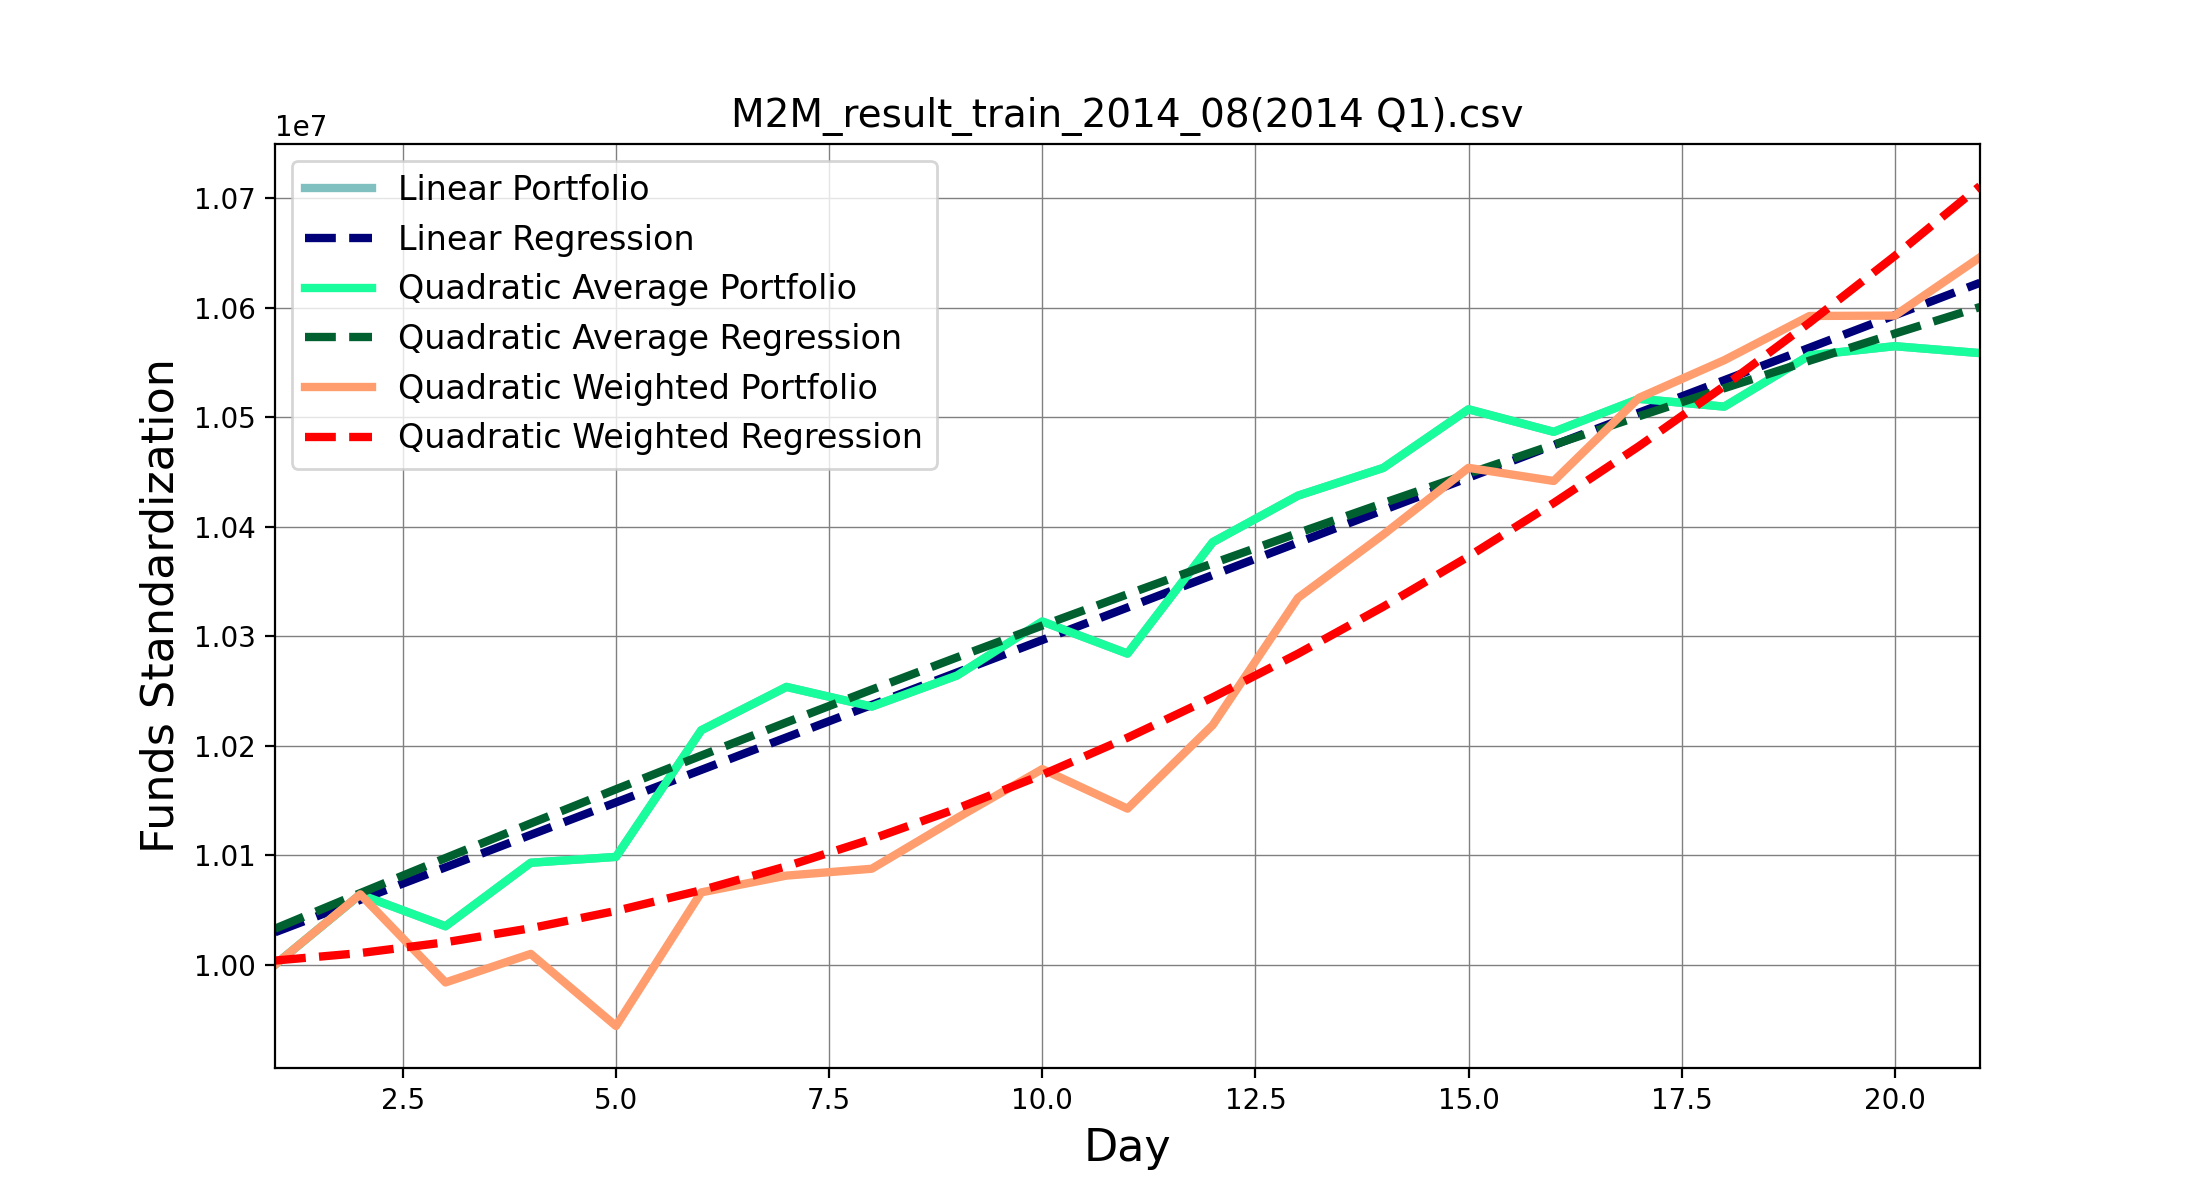 M2M_result_train_2014_08(2014 Q1).csv
1e7
Linear Portfolio
Linear Regression
Quadratic Average Portfolio
Quadratic Average Regression
Quadratic Weighted Portfolio
Quadratic Weighted Regression
Funds Standardization
1.07
1.06
1.05
1.04
1.03
1.02
1.01
1.00
2.5 5.0 7.5 10.0 12.5 15.0 17.5 20.0
Day